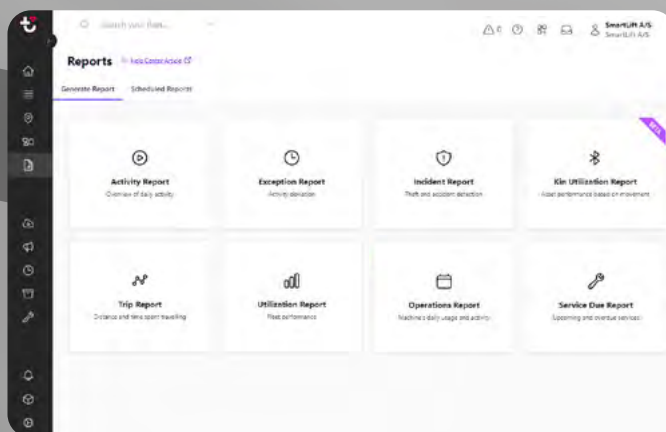 Search your fleet...
0
SmartLift A/S
SmartLift A/S
Reports
Help Center Article
Generate Report
Scheduled Reports
BETA
Activity Report
Overview of daily activity
Exception Report
Activity deviation
Incident Report
Theft and accident detection
Kin Utilization Report
Asset performance based on movement
Trip Report
Distance and time spent travelling
Utilization Report
Fleet performance
Operations Report
Machine's daily usage and activity
Service Due Report
Upcoming and overdue services